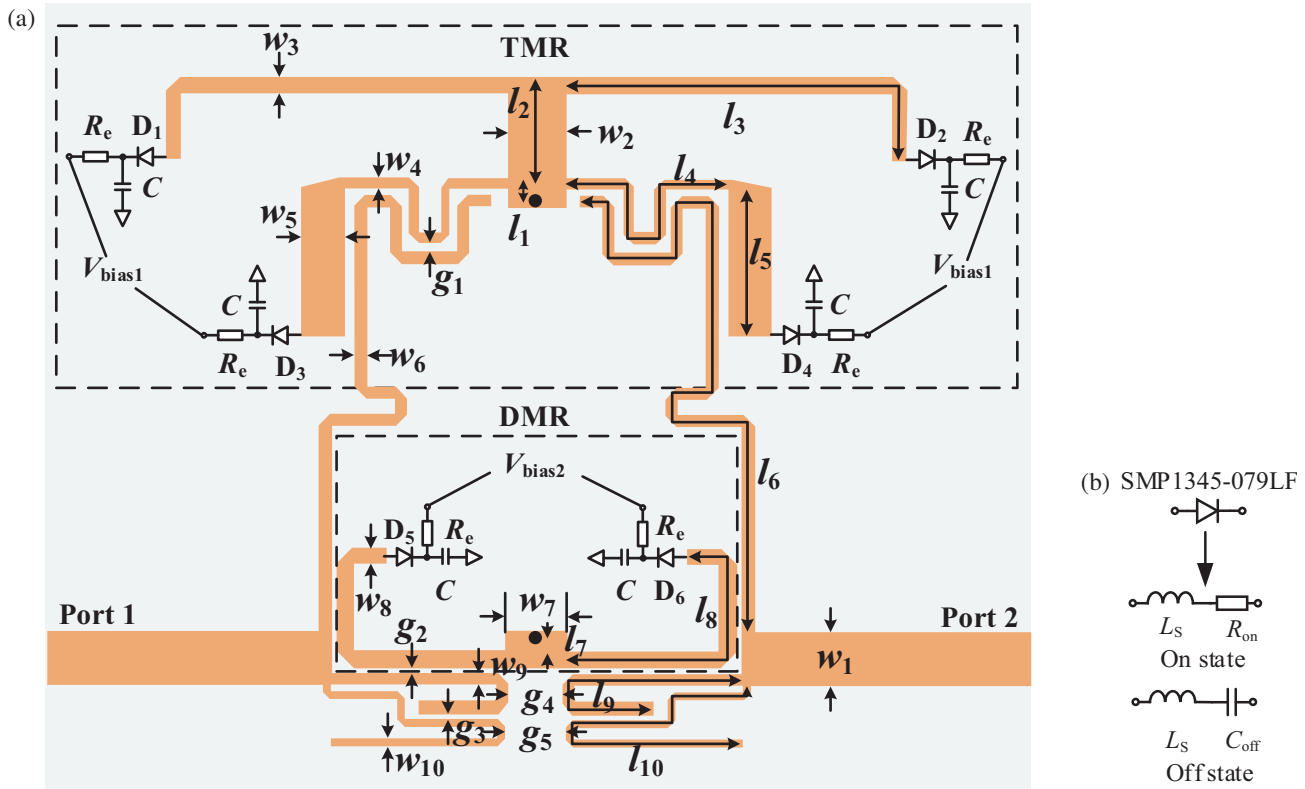 (a)
TMR
w3
l2
l3
w2
Re
D1
D2
Re
C
C
w4
l4
w5
l1
l5
Vbias1
g1
Vbias1
C
C
Re
D3
w6
D4
Re
DMR
Vbias2
l6
D5
Re
Re
w8
C
C
D6
w7
l8
Port 1
Port 2
g2
l7
w9
w1
g4
l9
g3
g5
w10
l10
(b) SMP1345-079LF
LS
Ron
On state
LS
Coff
Off state